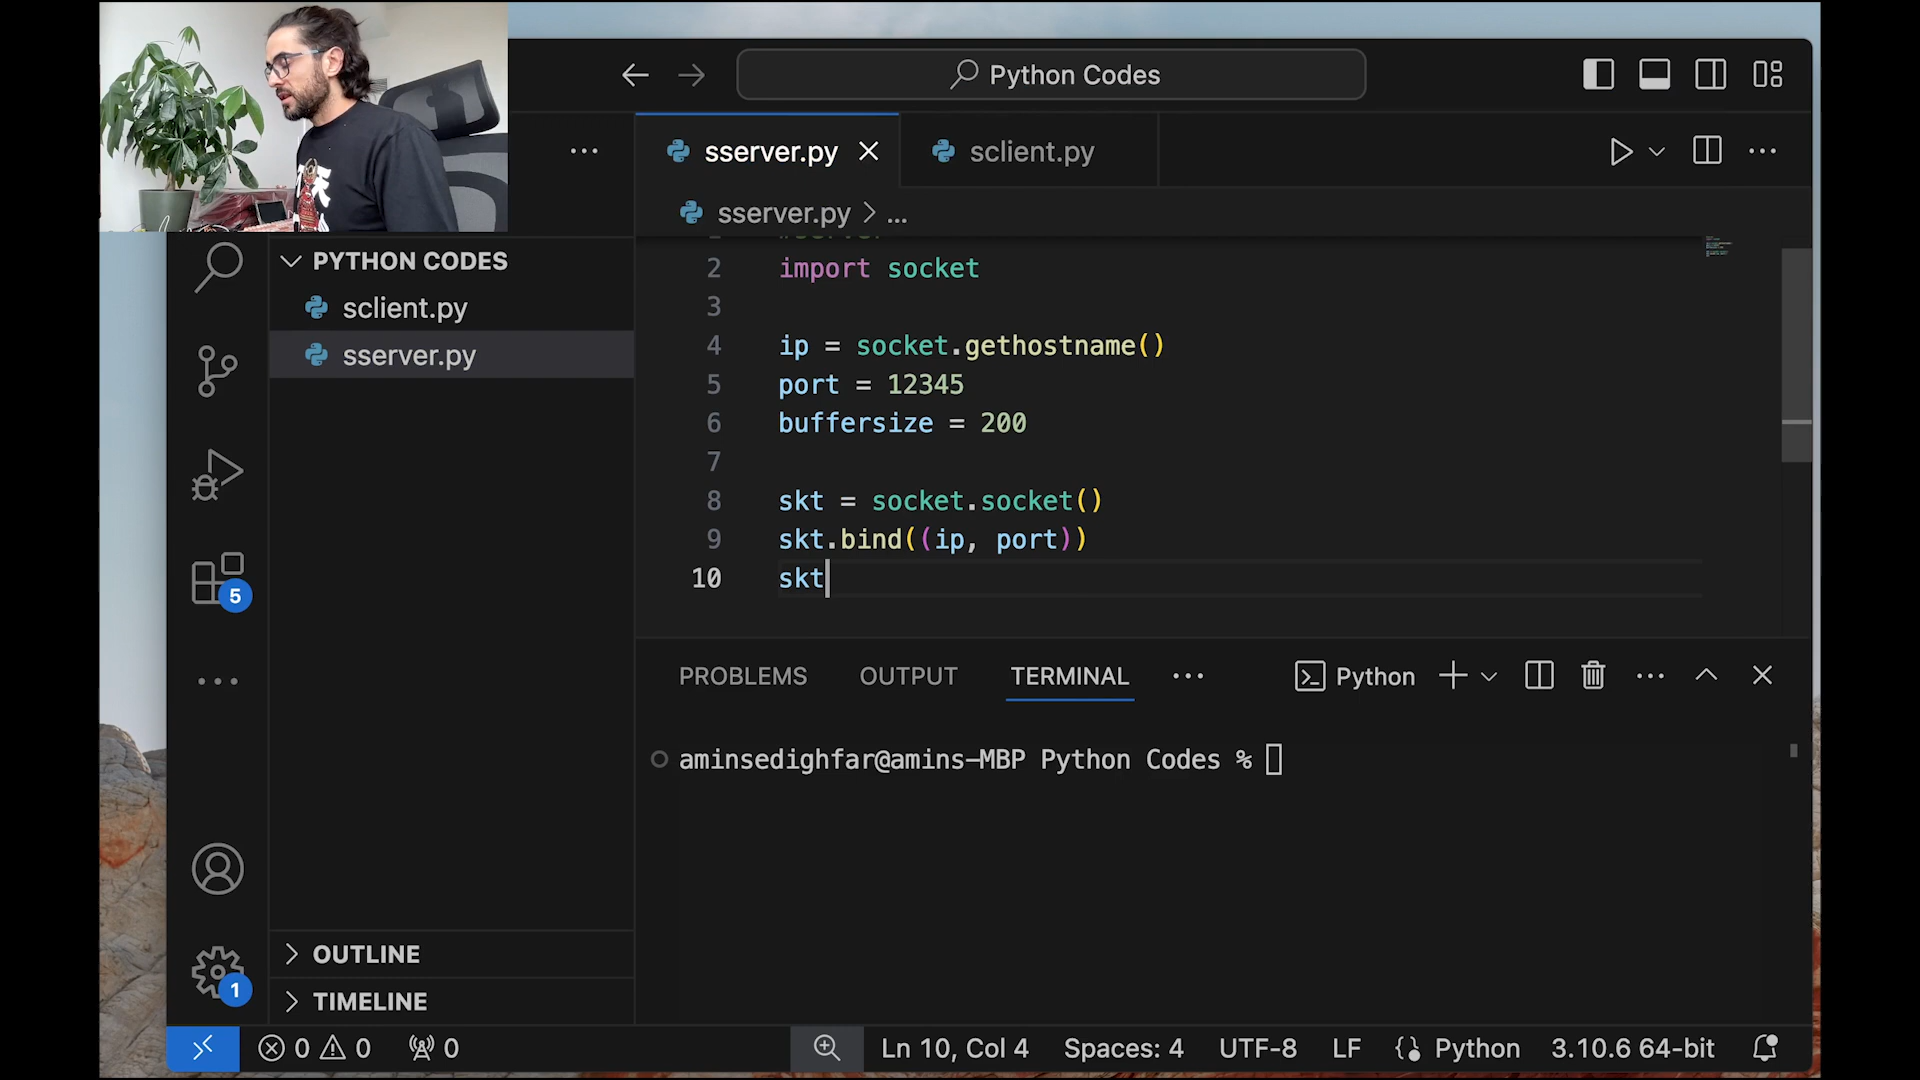 Python Codes
sserver.py
sclient.py
sserver.py > ...
PYTHON CODES
sclient.py
sserver.py
2 import socket
3
4 ip = socket.gethostname()
5 port = 12345
6 buffersize = 200
7
8 skt = socket.socket()
9 skt.bind((ip, port))
10 skt
5
PROBLEMS OUTPUT TERMINAL ... Python
aminsedighfar@amins-MBP Python Codes %
OUTLINE
1
TIMELINE
0 0 0 Ln 10, Col 4 Spaces: 4 UTF-8 LF Python 3.10.6 64-bit